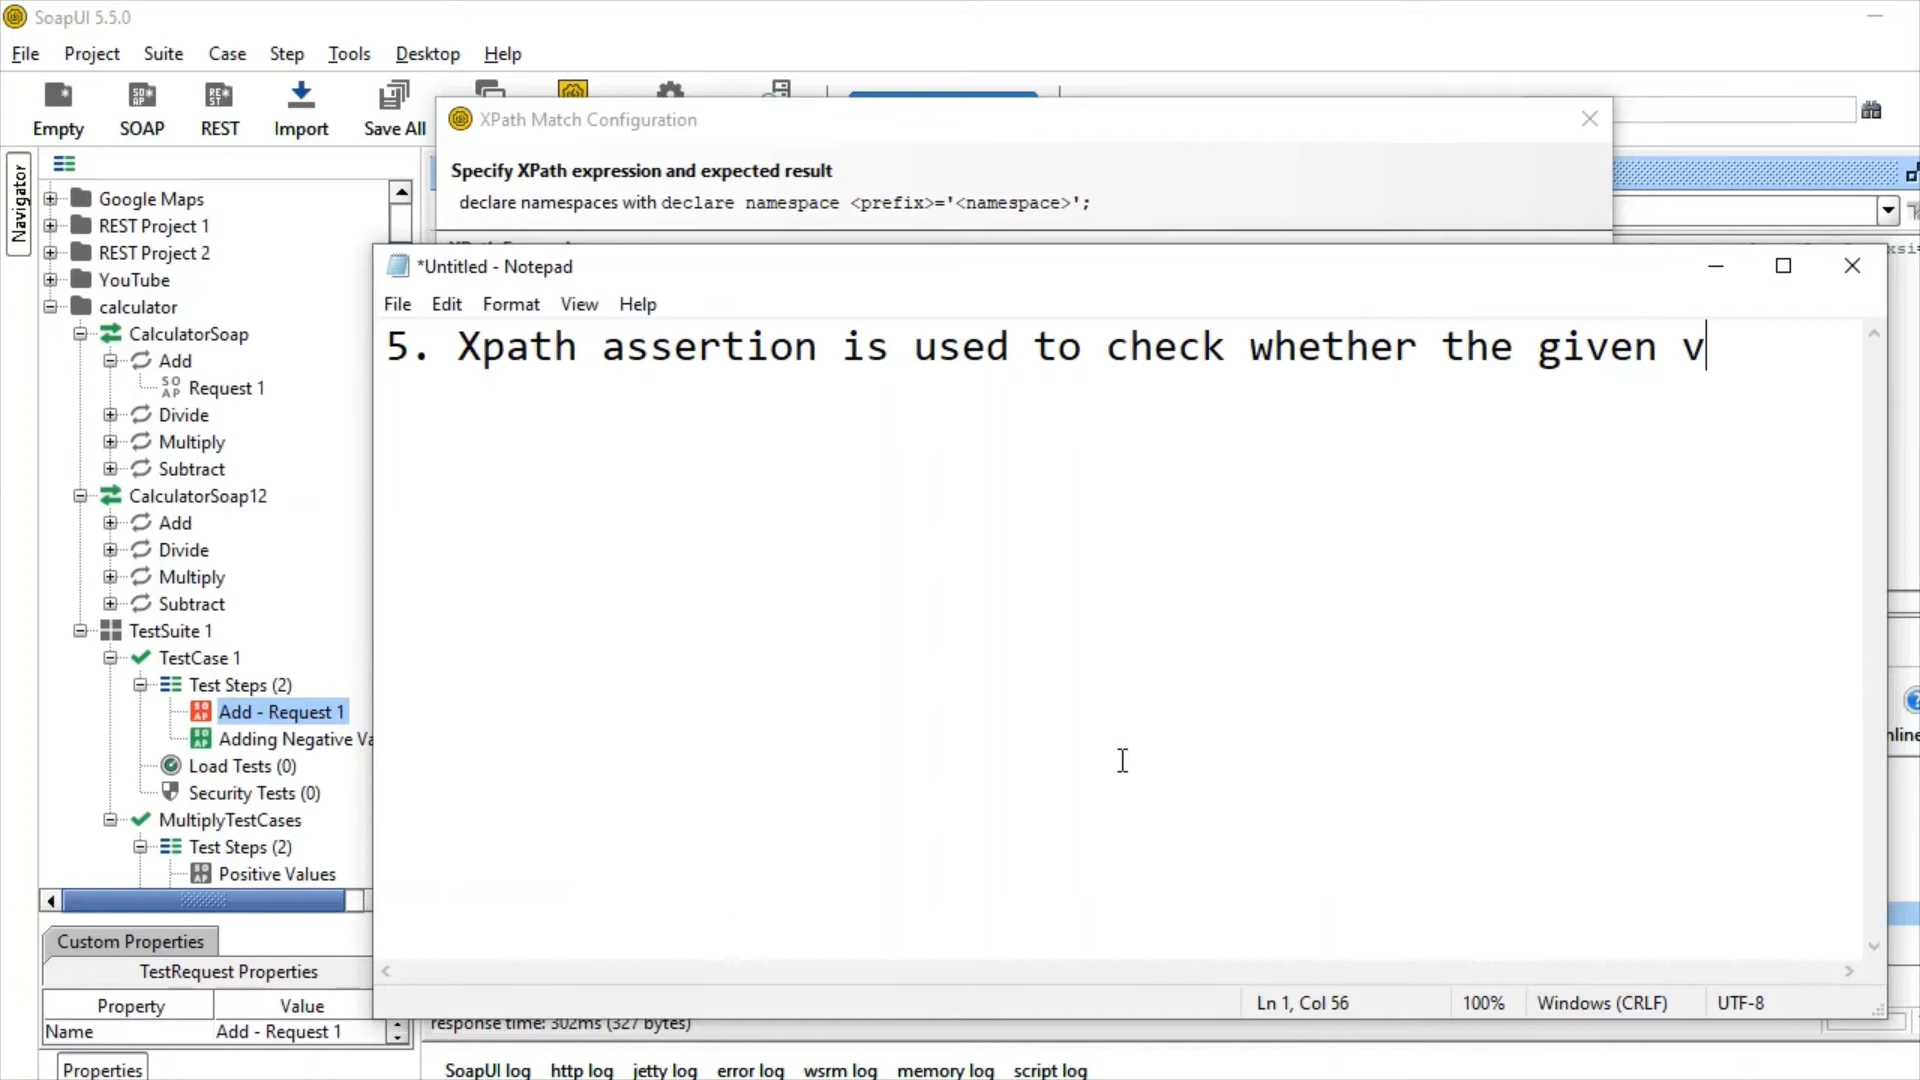 SoapUI 5.5.0
File Project Suite Case Step Tools Desktop Help
Empty SOAP REST Import Save All
XPath Match Configuration
Specify XPath expression and expected result
declare namespaces with declare namespace <prefix>='<namespace>';
Navigator
Google Maps
REST Project 1
REST Project 2
YouTube
calculator
CalculatorSoap
Add
Request 1
Divide
Multiply
Subtract
CalculatorSoap12
Add
Divide
Multiply
Subtract
TestSuite 1
TestCase 1
Test Steps (2)
Add - Request 1
Adding Negative Va
Load Tests (0)
Security Tests (0)
MultiplyTestCases
Test Steps (2)
Positive Values
Custom Properties
TestRequest Properties
Property Value
Name Add - Request 1
Properties
*Untitled - Notepad
File Edit Format View Help
5. Xpath assertion is used to check whether the given v
Ln 1, Col 56 100% Windows (CRLF) UTF-8
response time: 302ms (327 bytes)
SoapUI log http log jetty log error log wsrm log memory log script log